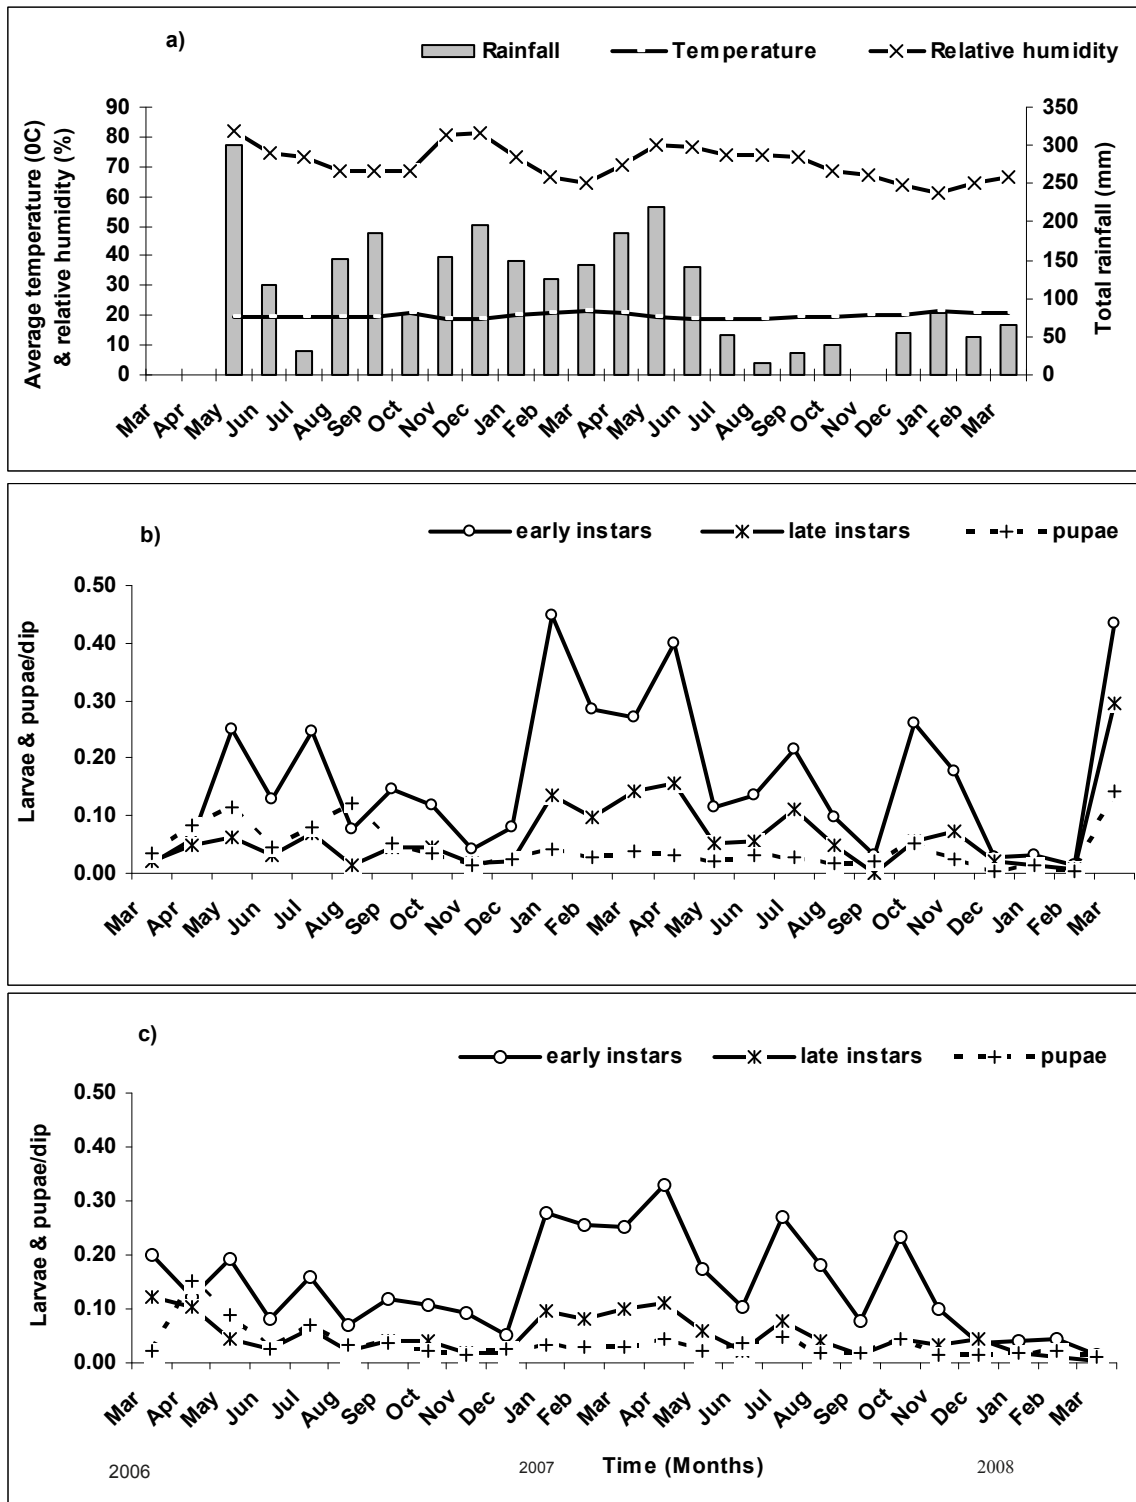 a)
Rainfall Temperature Relative humidity
Average temperature (0C)
& relative humidity (%)
90
80
70
60
50
40
30
20
10
0
350
300
250
200
150
100
50
0
Total rainfall (mm)
Mar Apr May Jun Jul Aug Sep Oct Nov Dec Jan Feb Mar Apr May Jun Jul Aug Sep Oct Nov Dec Jan Feb Mar
b)
early instars late instars pupae
Larvae & pupae/dip
0.50
0.40
0.30
0.20
0.10
0.00
Mar Apr May Jun Jul Aug Sep Oct Nov Dec Jan Feb Mar Apr May Jun Jul Aug Sep Oct Nov Dec Jan Feb Mar
c)
early instars late instars pupae
Larvae & pupae/dip
0.50
0.40
0.30
0.20
0.10
0.00
Mar Apr May Jun Jul Aug Sep Oct Nov Dec Jan Feb Mar Apr May Jun Jul Aug Sep Oct Nov Dec Jan Feb Mar
2006 2007 Time (Months) 2008